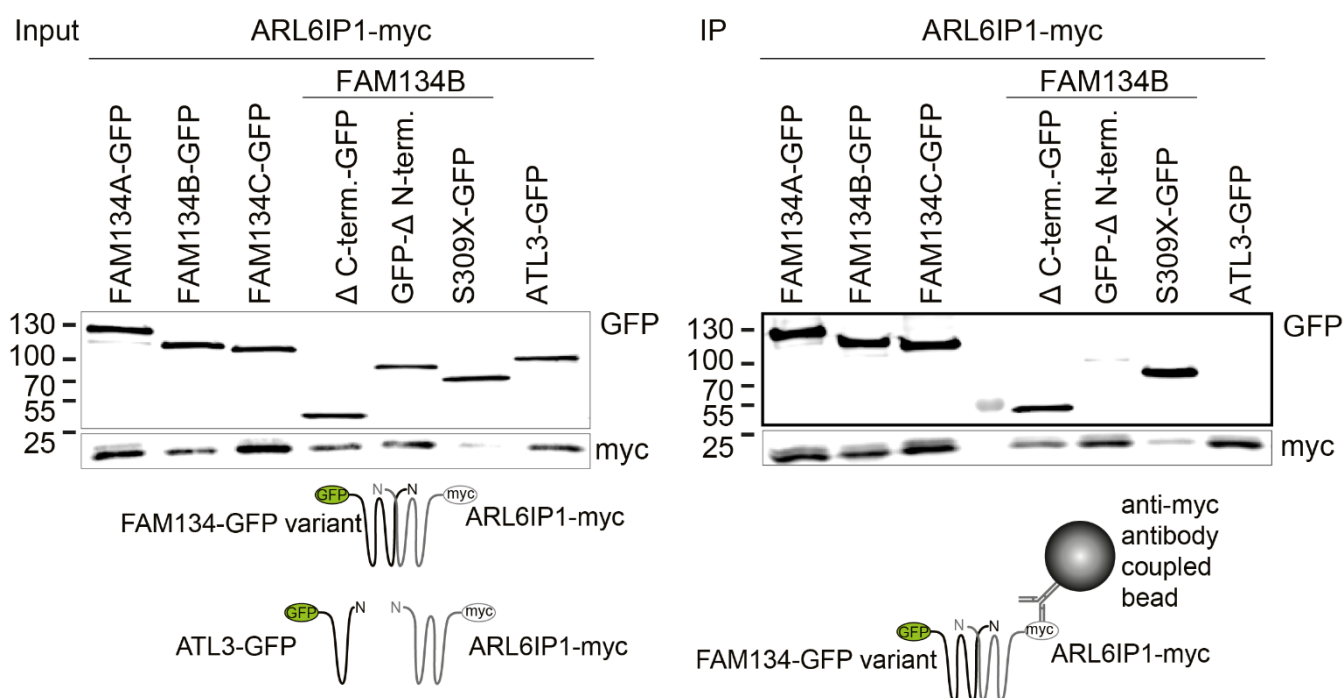 Input
ARL6IP1-myc
FAM134B
FAM134A-GFP
FAM134B-GFP
FAM134C-GFP
Δ C-term.-GFP
GFP-Δ N-term.
S309X-GFP
ATL3-GFP
130
100
70
55
25
GFP
myc
GFP
N
N
myc
FAM134-GFP variant
ARL6IP1-myc
GFP
N
N
myc
ATL3-GFP
ARL6IP1-myc
IP
ARL6IP1-myc
FAM134B
FAM134A-GFP
FAM134B-GFP
FAM134C-GFP
Δ C-term.-GFP
GFP-Δ N-term.
S309X-GFP
ATL3-GFP
130
100
70
55
25
GFP
myc
anti-myc
antibody
coupled
bead
GFP
N
N
myc
FAM134-GFP variant
ARL6IP1-myc